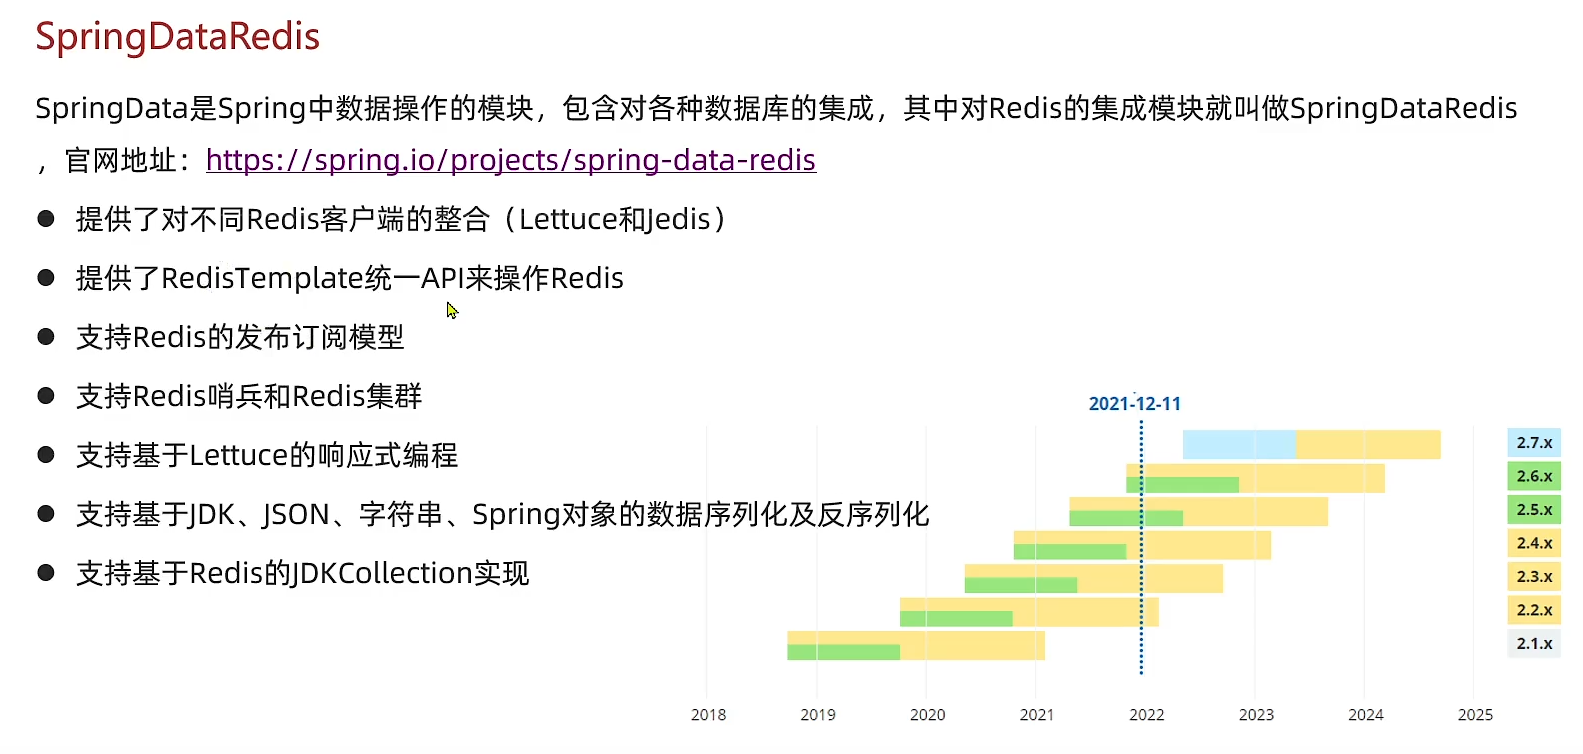 SpringDataRedis
SpringData是Spring中数据操作的模块，包含对各种数据库的集成，其中对Redis的集成模块就叫做SpringDataRedis
，官网地址：https://spring.io/projects/spring-data-redis
● 提供了对不同Redis客户端的整合（Lettuce和Jedis）
● 提供了RedisTemplate统一API来操作Redis
● 支持Redis的发布订阅模型
● 支持Redis哨兵和Redis集群
● 支持基于Lettuce的响应式编程
● 支持基于JDK、JSON、字符串、Spring对象的数据序列化及反序列化
● 支持基于Redis的JDKCollection实现
2021-12-11
2.7.x
2.6.x
2.5.x
2.4.x
2.3.x
2.2.x
2.1.x
2018 2019 2020 2021 2022 2023 2024 2025